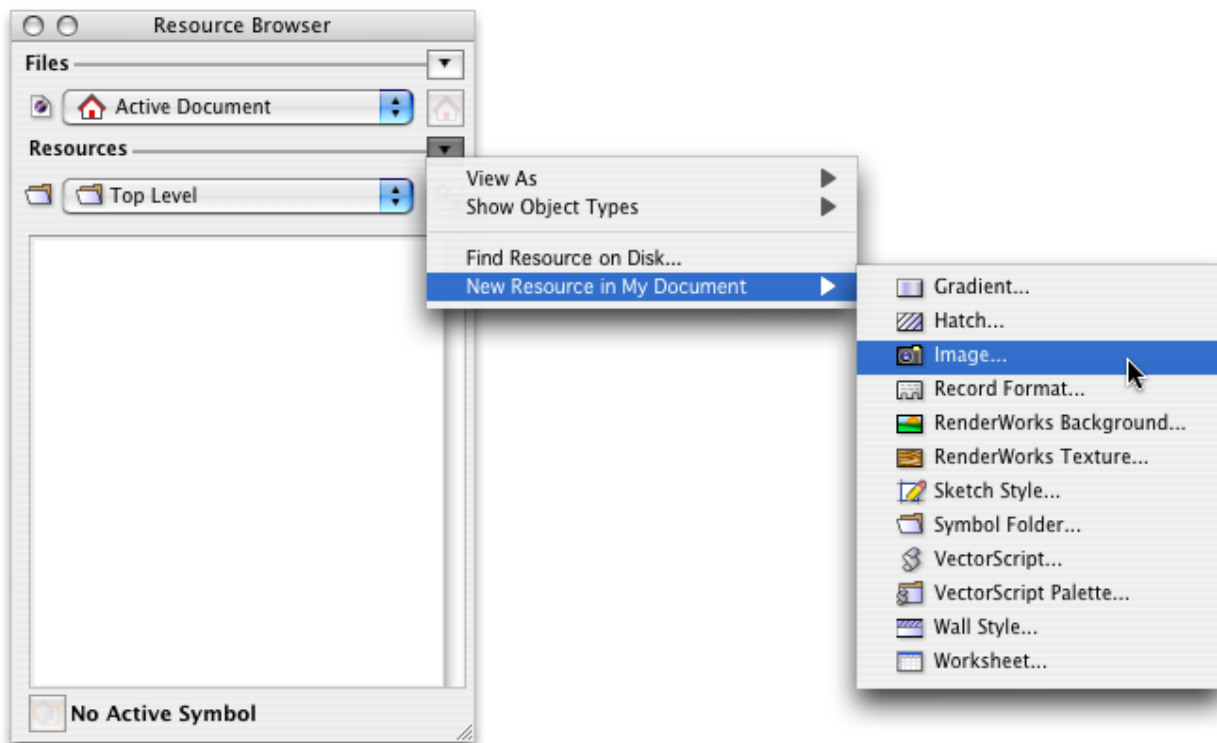 Resource Browser
Files
Active Document
Resources
Top Level
View As
Show Object Types
Find Resource on Disk...
New Resource in My Document
Gradient...
Hatch...
Image...
Record Format...
RenderWorks Background...
RenderWorks Texture...
Sketch Style...
Symbol Folder...
VectorScript...
VectorScript Palette...
Wall Style...
Worksheet...
No Active Symbol